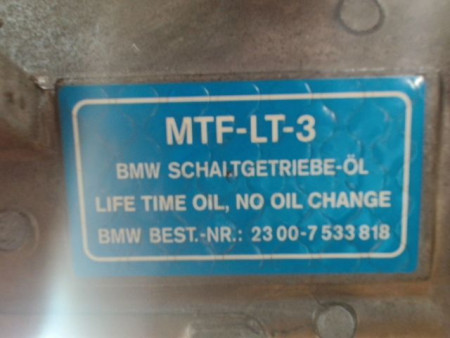 MTF-LT-3
BMW SCHALTGETRIEBE-ÖL
LIFE TIME OIL, NO OIL CHANGE
BMW BEST.-NR.: 23 00-7 533 818